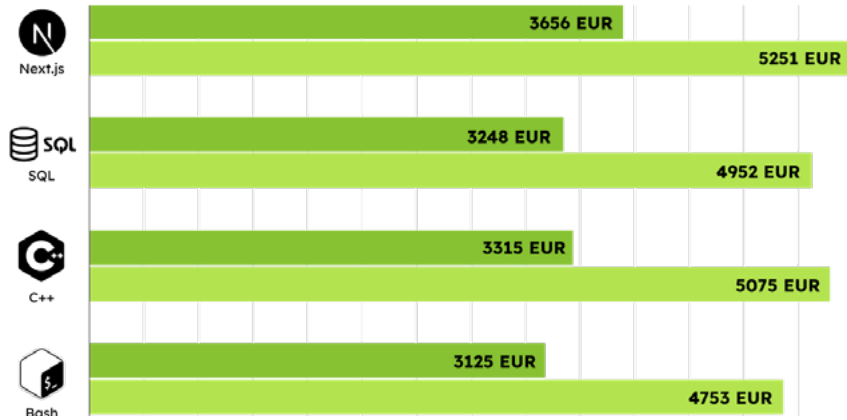 3656 EUR
Next.js
5251 EUR
SQL
3248 EUR
SQL
4952 EUR
C++
3315 EUR
C++
5075 EUR
$_
3125 EUR
Bash
4753 EUR